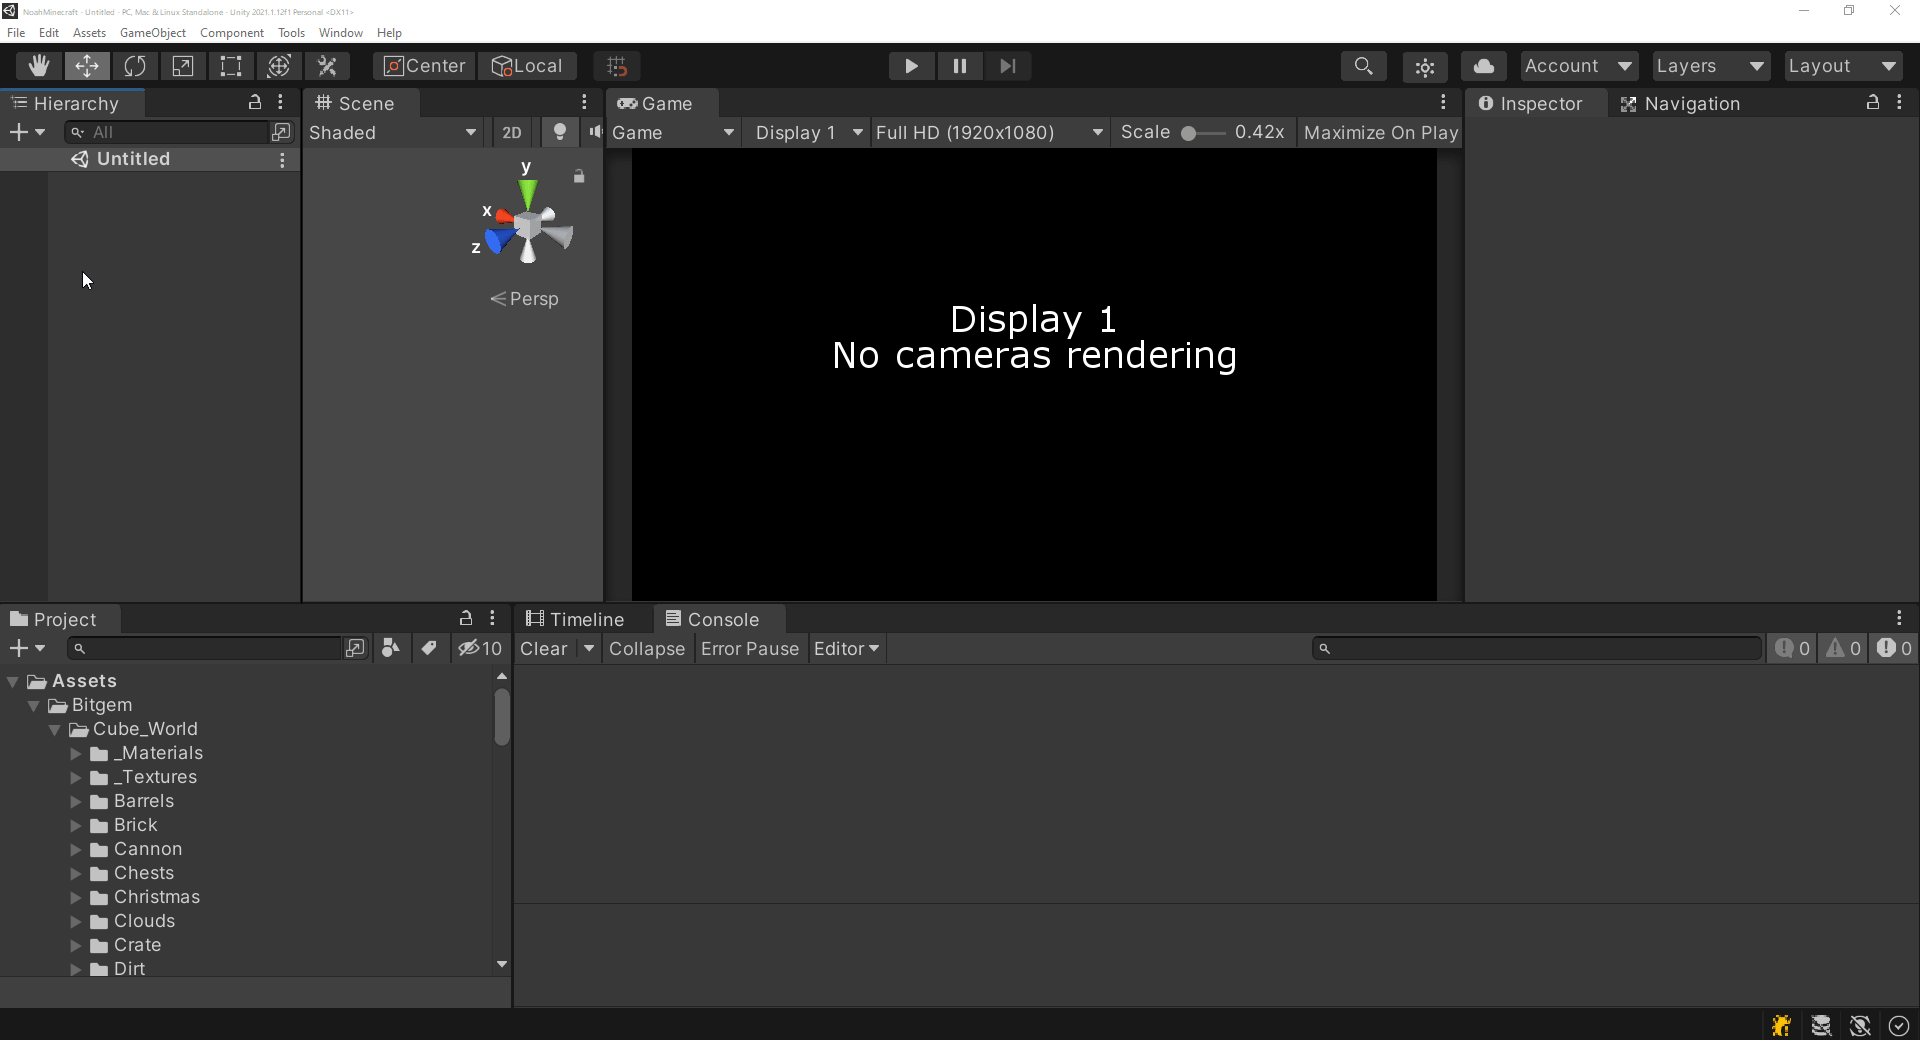 NoahMinecraft - Untitled - PC, Mac & Linux Standalone - Unity 2021.1.12f1 Personal <DX11>
File Edit Assets GameObject Component Tools Window Help
Center Local Account Layers Layout
Hierarchy Scene Game Inspector Navigation
All Shaded 2D Game Display 1 Full HD (1920x1080) Scale 0.42x Maximize On Play
Untitled
y
x
z
Persp
Display 1
No cameras rendering
Project Timeline Console
10 Clear Collapse Error Pause Editor 0 0 0
Assets
Bitgem
Cube_World
_Materials
_Textures
Barrels
Brick
Cannon
Chests
Christmas
Clouds
Crate
Dirt